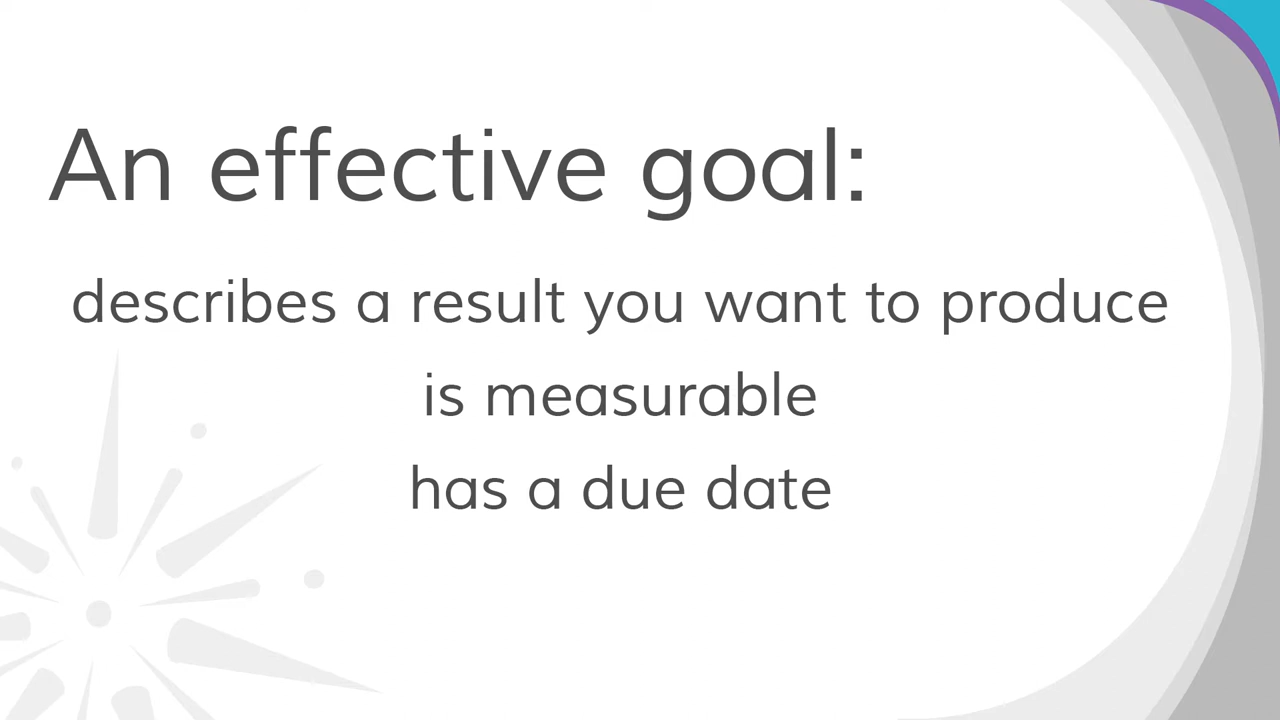 An effective goal:
describes a result you want to produce
is measurable
has a due date